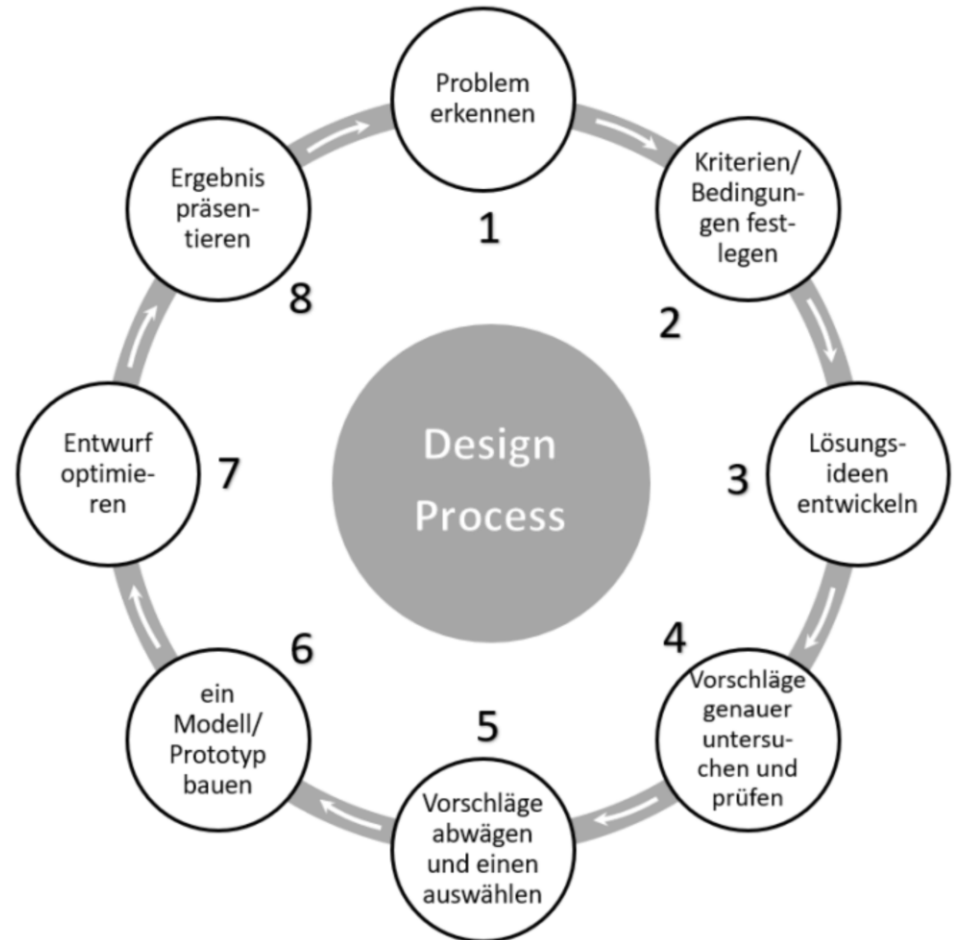 Problem
erkennen
1
Kriterien/
Bedingun-
gen fest-
legen
2
Lösungs-
ideen
entwickeln
3
Vorschläge
genauer
untersu-
chen und
prüfen
4
Vorschläge
abwägen
und einen
auswählen
5
ein
Modell/
Prototyp
bauen
6
Entwurf
optimie-
ren
7
Ergebnis
präsen-
tieren
8
Design
Process